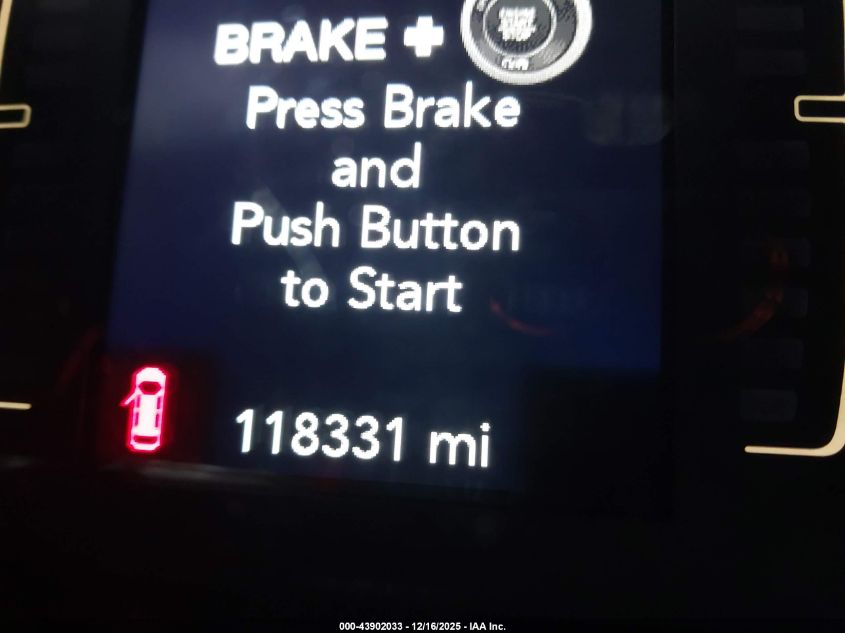 BRAKE +
Press Brake
and
Push Button
to Start
118331 mi
000-43902033 - 12/16/2025 - IAA Inc.